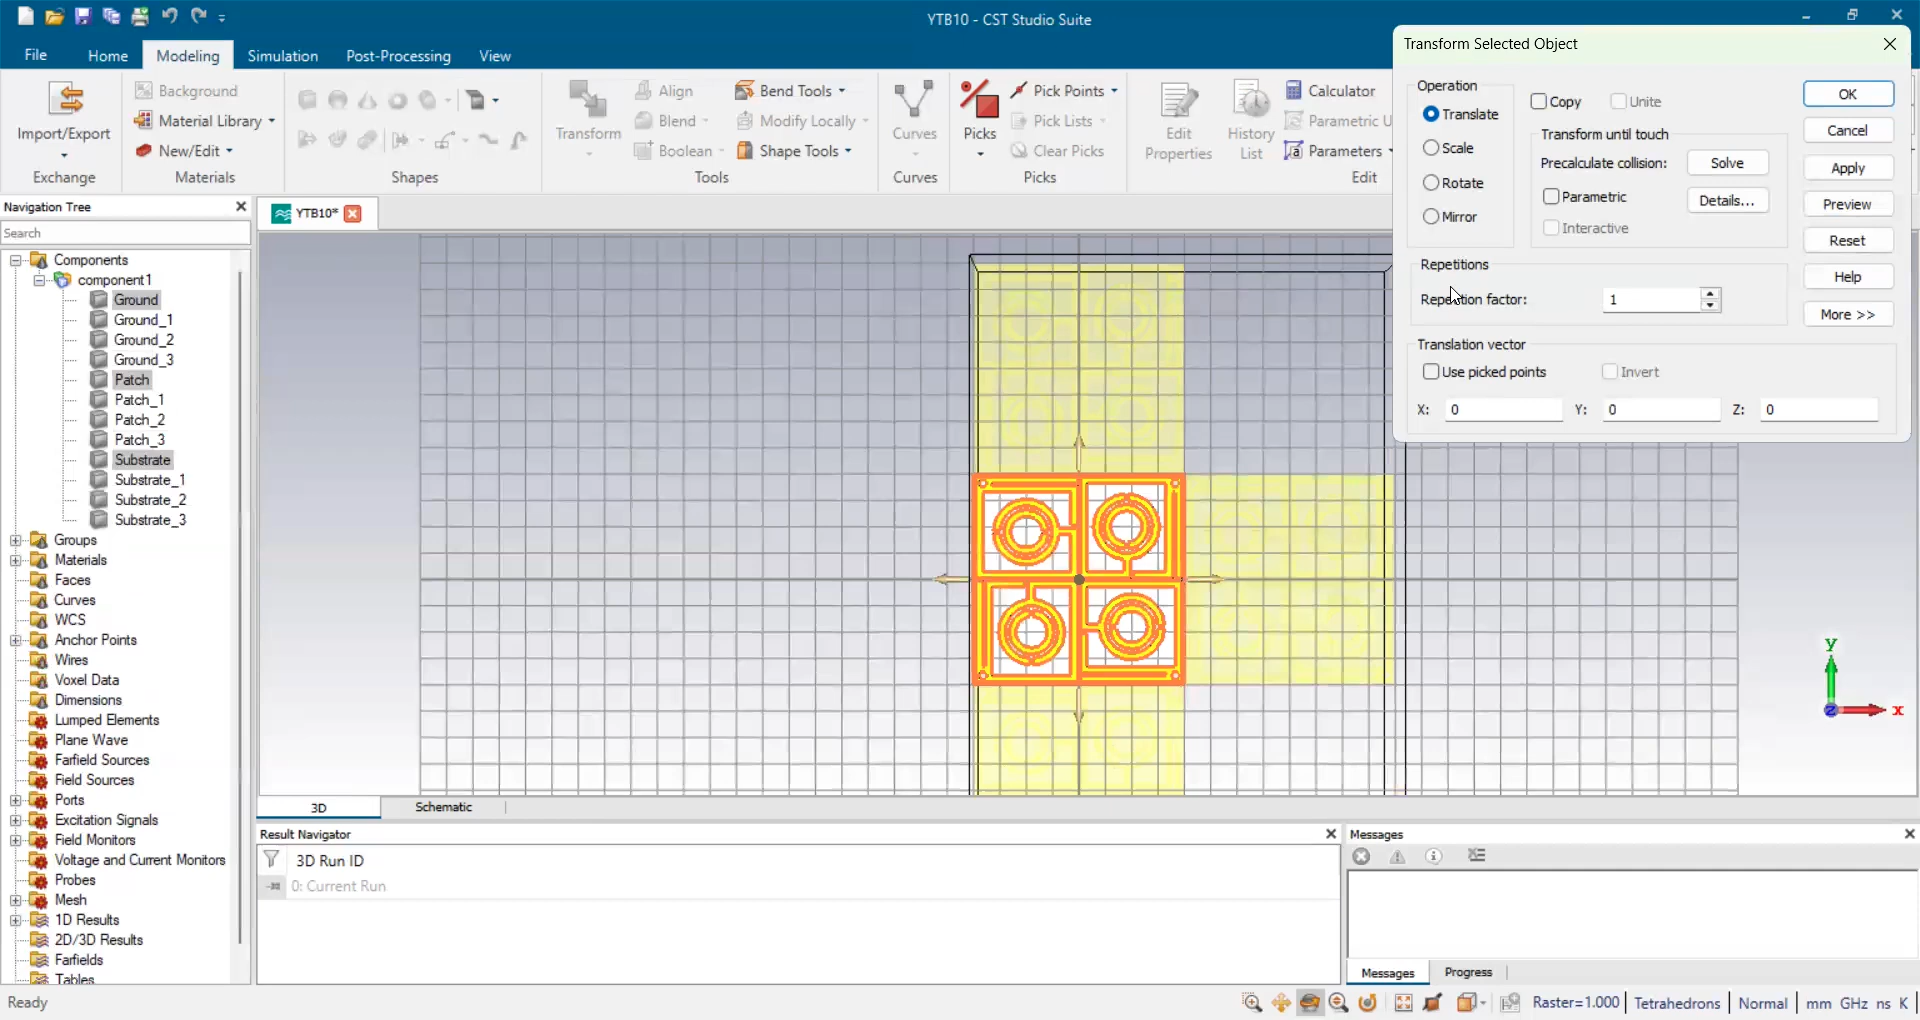 YTB10 - CST Studio Suite
File
Home
Modeling
Simulation
Post-Processing
View
Import/Export
Exchange
Background
Material Library
New/Edit
Materials
Shapes
Transform
Align
Blend
Boolean
Bend Tools
Modify Locally
Shape Tools
Tools
Curves
Curves
Picks
Pick Points
Pick Lists
Clear Picks
Picks
Edit
Properties
History
List
Calculator
Parametric U
Parameters
Edit
Transform Selected Object
Operation
Translate
Scale
Rotate
Mirror
Copy
Unite
Transform until touch
Precalculate collision:
Solve
Parametric
Details...
Interactive
OK
Cancel
Apply
Preview
Reset
Help
More >>
Repetitions
Repetition factor:
1
Translation vector
Use picked points
Invert
X: 0
Y: 0
Z: 0
Navigation Tree
Search
YTB10*
Components
component1
Ground
Ground_1
Ground_2
Ground_3
Patch
Patch_1
Patch_2
Patch_3
Substrate
Substrate_1
Substrate_2
Substrate_3
Groups
Materials
Faces
Curves
WCS
Anchor Points
Wires
Voxel Data
Dimensions
Lumped Elements
Plane Wave
Farfield Sources
Field Sources
Ports
Excitation Signals
Field Monitors
Voltage and Current Monitors
Probes
Mesh
1D Results
2D/3D Results
Farfields
Tables
y
z
x
3D
Schematic
Result Navigator
3D Run ID
0: Current Run
Messages
Messages
Progress
Ready
Raster=1.000
Tetrahedrons
Normal
mm GHz ns K